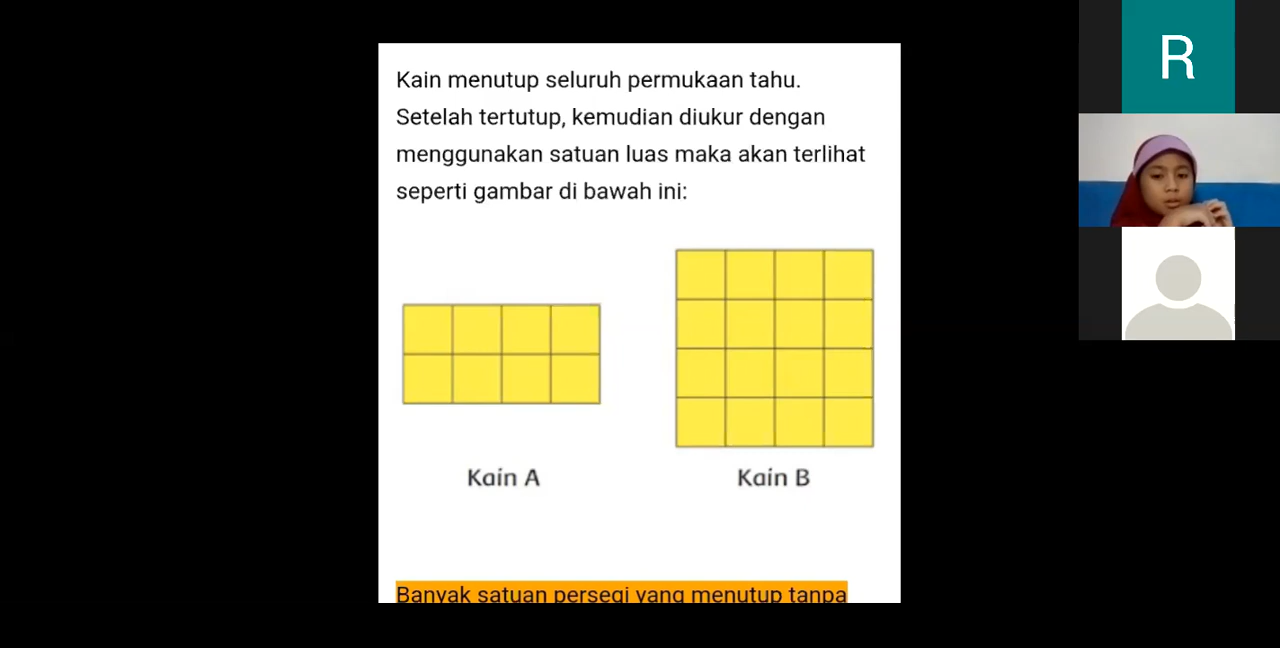 Kain menutup seluruh permukaan tahu.
Setelah tertutup, kemudian diukur dengan
menggunakan satuan luas maka akan terlihat
seperti gambar di bawah ini:
Kain A
Kain B
Banyak satuan persegi yang menutup tanpa
R